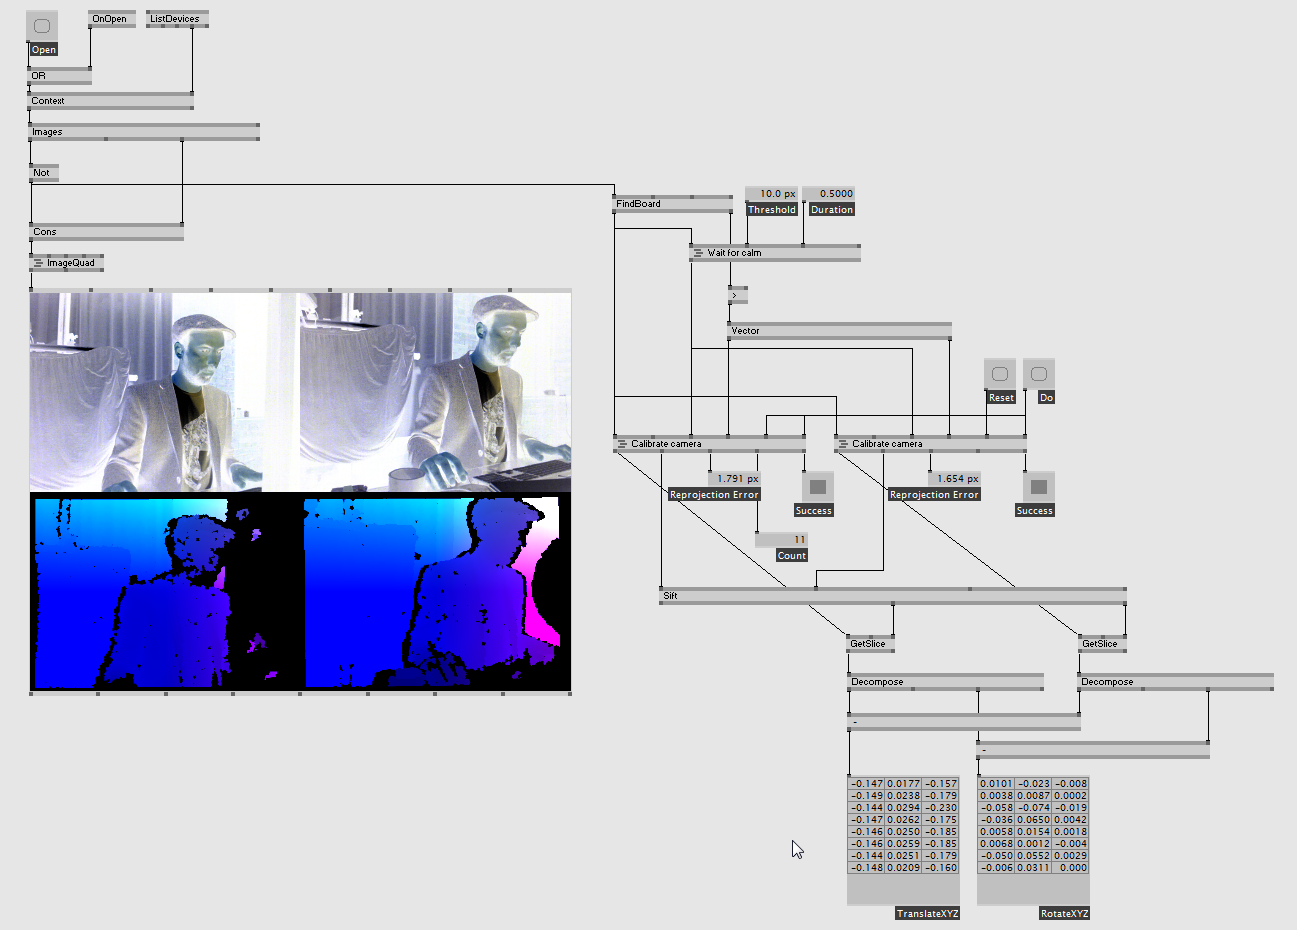 OnOpen
ListDevices
Open
OR
Context
Images
Not
Cons
ImageQuad
FindBoard
10.0 px
0.5000
Threshold
Duration
Wait for calm
>
Vector
Reset
Do
Calibrate camera
Calibrate camera
1.791 px
Reprojection Error
Success
1.654 px
Reprojection Error
Success
11
Count
Sift
GetSlice
GetSlice
Decompose
Decompose
-
-
-0.147 0.0177 -0.157
-0.149 0.0238 -0.179
-0.144 0.0294 -0.230
-0.147 0.0262 -0.175
-0.146 0.0250 -0.185
-0.146 0.0259 -0.185
-0.144 0.0251 -0.179
-0.148 0.0209 -0.160
TranslateXYZ
0.0101 -0.023 -0.008
0.0038 0.0087 0.0002
-0.058 -0.074 -0.019
-0.036 0.0650 0.0042
0.0058 0.0154 0.0018
0.0068 0.0012 -0.004
-0.050 0.0552 0.0029
-0.006 0.0311 0.000
RotateXYZ